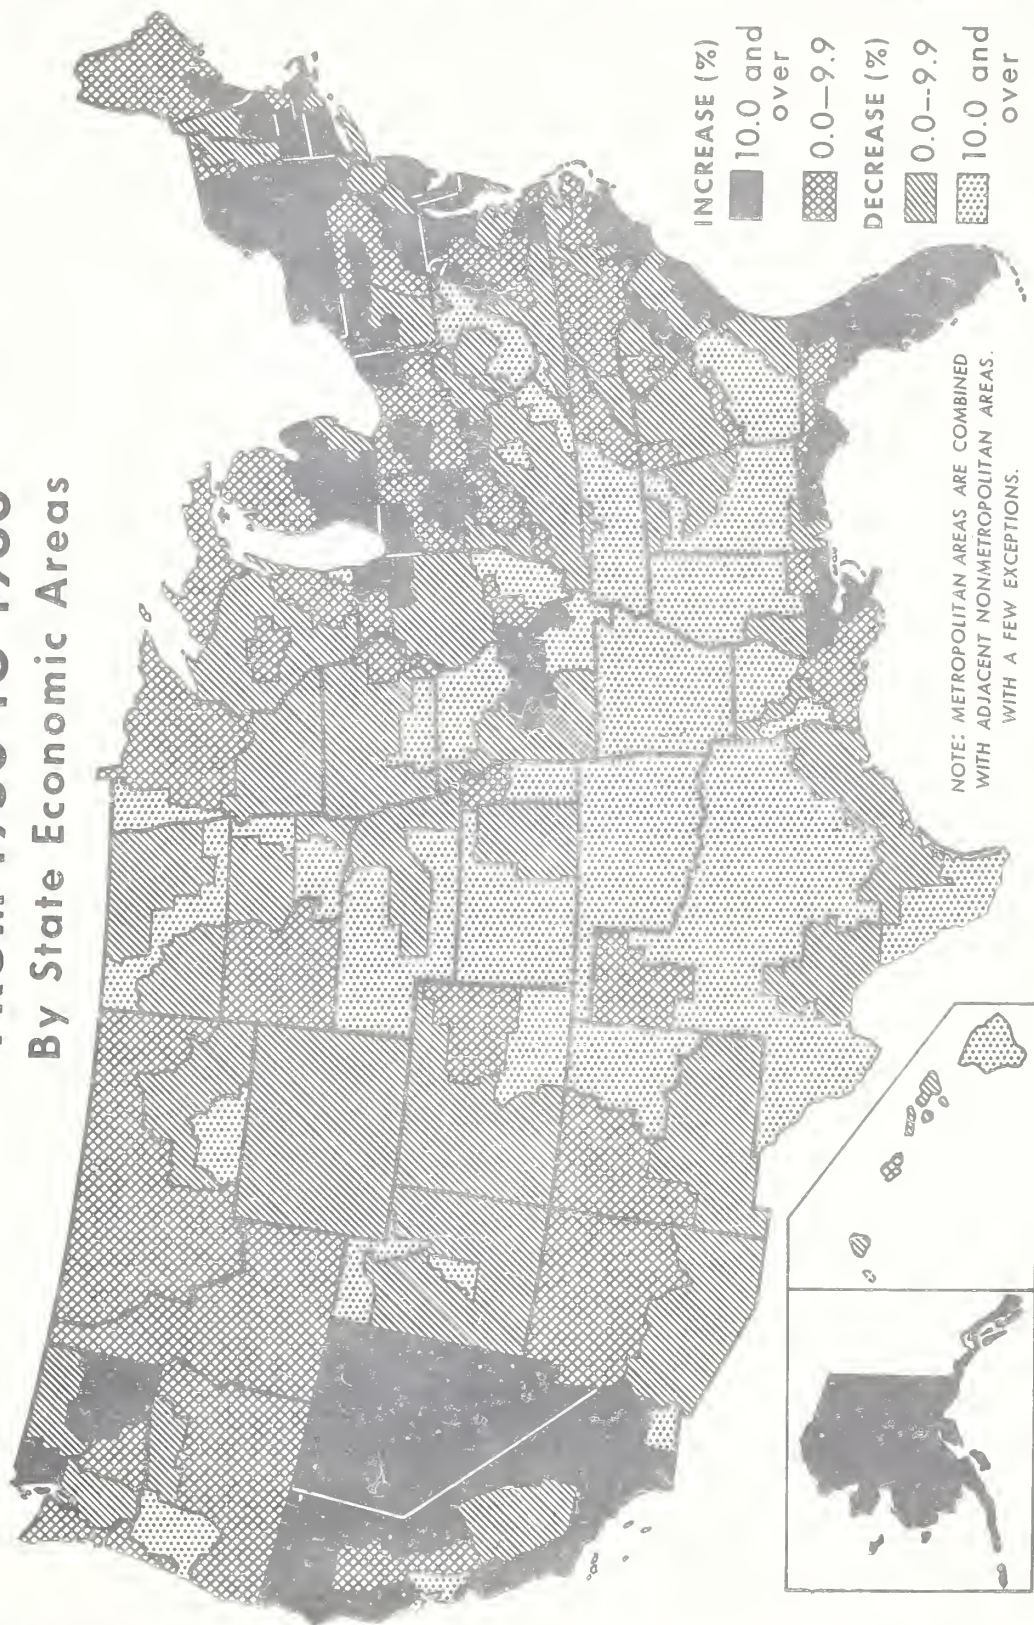 By State Economic Areas
INCREASE (%)
10.0 and
over
0.0–9.9
DECREASE (%)
0.0--9.9
10.0 and
over
NOTE: METROPOLITAN AREAS ARE COMBINED
WITH ADJACENT NONMETROPOLITAN AREAS.
WITH A FEW EXCEPTIONS.